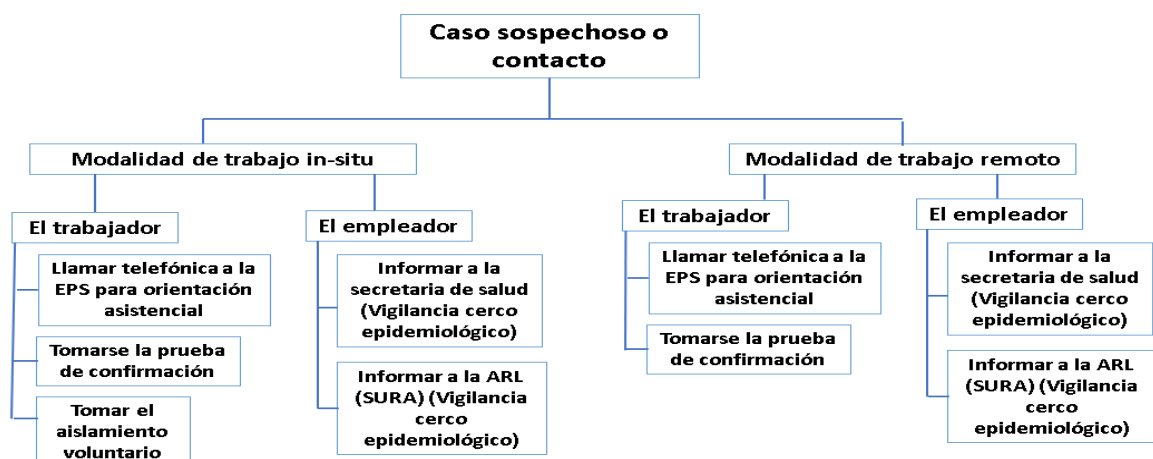 Caso sospechoso o
contacto
Modalidad de trabajo in-situ
Modalidad de trabajo remoto
El trabajador
El empleador
El trabajador
El empleador
Llamar telefónica a la
EPS para orientación
asistencial
Tomarse la prueba
de confirmación
Tomar el
aislamiento
voluntario
Informar a la
secretaria de salud
(Vigilancia cerco
epidemiológico)
Informar a la ARL
(SURA) (Vigilancia
cerco
epidemiológico)
Llamar telefónica a la
EPS para orientación
asistencial
Tomarse la prueba
de confirmación
Informar a la
secretaria de salud
(Vigilancia cerco
epidemiológico)
Informar a la ARL
(SURA) (Vigilancia
cerco
epidemiológico)